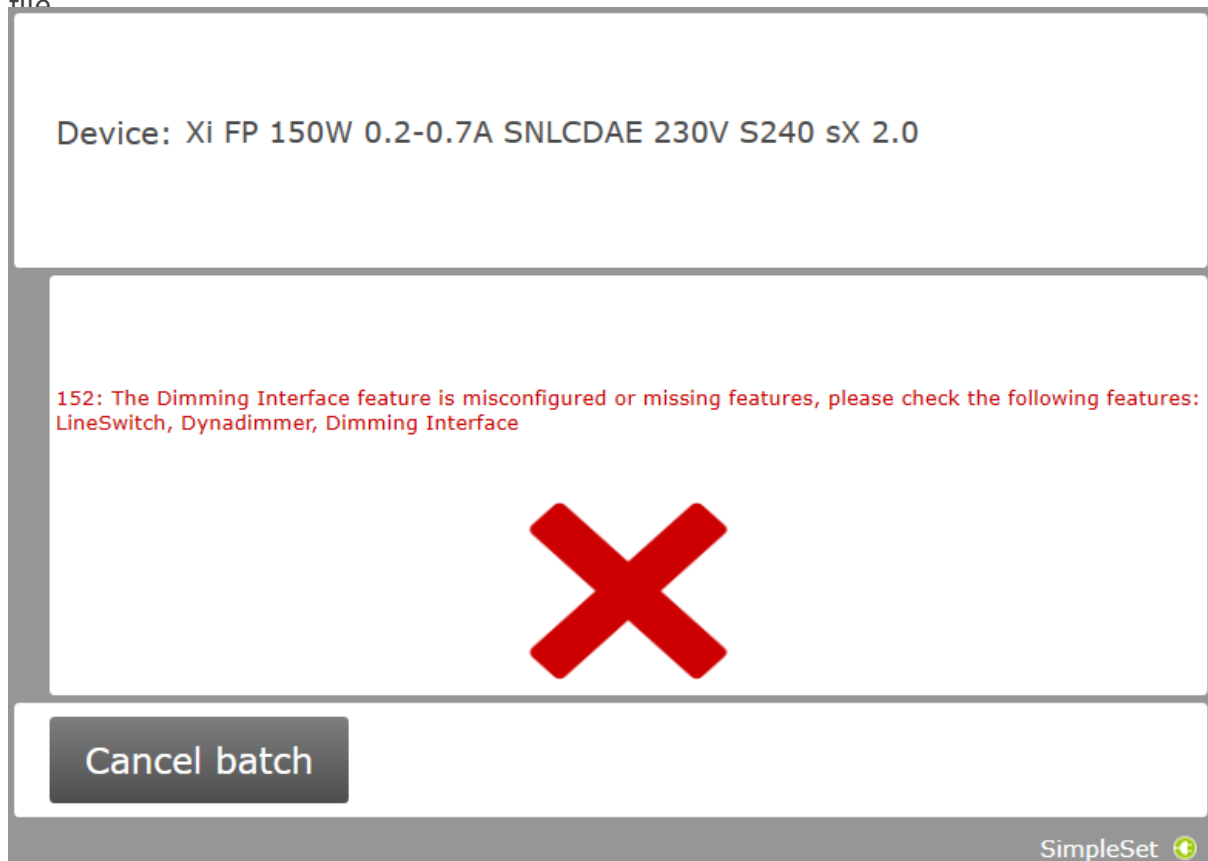 Device: Xi FP 150W 0.2-0.7A SNLCDAE 230V S240 sX 2.0
152: The Dimming Interface feature is misconfigured or missing features, please check the following features:
LineSwitch, Dynadimmer, Dimming Interface
Cancel batch
SimpleSet